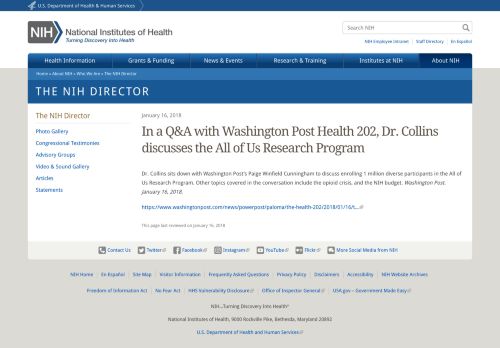 U.S. Department of Health & Human Services
NIH National Institutes of Health
Turning Discovery Into Health
Search NIH
NIH Employee Intranet | Staff Directory | En Español
Health Information
Grants & Funding
News & Events
Research & Training
Institutes at NIH
About NIH
Home » About NIH » Who We Are » The NIH Director
THE NIH DIRECTOR
The NIH Director
Photo Gallery
Congressional Testimonies
Advisory Groups
Video & Sound Gallery
Articles
Statements
January 16, 2018
In a Q&A with Washington Post Health 202, Dr. Collins
discusses the All of Us Research Program
Dr. Collins sits down with Washington Post's Paige Winfield Cunningham to discuss enrolling 1 million diverse participants in the All of
Us Research Program. Other topics covered in the conversation include the opioid crisis, and the NIH budget. Washington Post.
January 16, 2018.
https://www.washingtonpost.com/news/powerpost/paloma/the-health-202/2018/01/16/t...
This page last reviewed on January 16, 2018
Contact Us
Twitter
Facebook
Instagram
YouTube
Flickr
More Social Media from NIH
NIH Home | En Español | Site Map | Visitor Information | Frequently Asked Questions | Privacy Policy | Disclaimers | Accessibility | NIH Website Archives
Freedom of Information Act | No Fear Act | HHS Vulnerability Disclosure | Office of Inspector General | USA.gov – Government Made Easy
NIH...Turning Discovery Into Health®
National Institutes of Health, 9000 Rockville Pike, Bethesda, Maryland 20892
U.S. Department of Health and Human Services